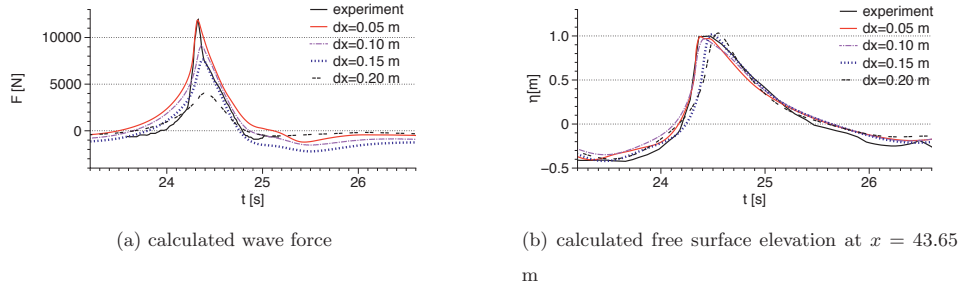 experiment
dx=0.05 m
dx=0.10 m
dx=0.15 m
dx=0.20 m
10000
5000
0
F [N]
24
25
26
t [s]
(a) calculated wave force
experiment
dx=0.05 m
dx=0.10 m
dx=0.15 m
dx=0.20 m
1.0
0.5
0
−0.5
η[m]
24
25
26
t [s]
(b) calculated free surface elevation at x = 43.65
m